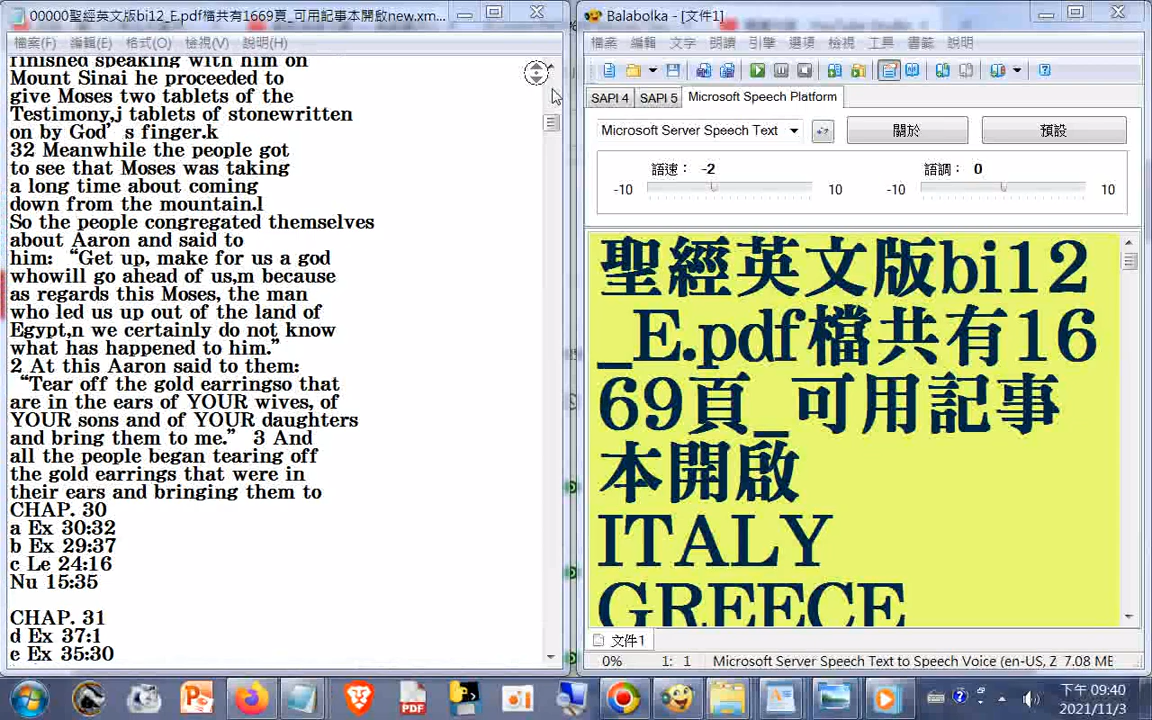 00000聖經英文版bi12_E.pdf檔共有1669頁_可用記事本開啟new.xm...
檔案(F) 編輯(E) 格式(O) 檢視(V) 說明(H)
finished speaking with him on
Mount Sinai he proceeded to
give Moses two tablets of the
Testimony,j tablets of stonewritten
on by God’s finger.k
32 Meanwhile the people got
to see that Moses was taking
a long time about coming
down from the mountain.l
So the people congregated themselves
about Aaron and said to
him: “Get up, make for us a god
whowill go ahead of us,m because
as regards this Moses, the man
who led us up out of the land of
Egypt,n we certainly do not know
what has happened to him.”
2 At this Aaron said to them:
“Tear off the gold earringso that
are in the ears of YOUR wives, of
YOUR sons and of YOUR daughters
and bring them to me.” 3 And
all the people began tearing off
the gold earrings that were in
their ears and bringing them to
CHAP. 30
a Ex 30:32
b Ex 29:37
c Le 24:16
Nu 15:35
CHAP. 31
d Ex 37:1
e Ex 35:30
Balabolka - [文件1]
檔案 編輯 文字 朗讀 引擎 選項 檢視 工具 書籤 說明
SAPI 4 SAPI 5 Microsoft Speech Platform
Microsoft Server Speech Text 關於 預設
語速： -2 語調： 0
-10 10 -10 10
聖經英文版bi12
_E.pdf檔共有16
69頁_可用記事
本開啟
ITALY
GREECE
文件1
0% 1: 1 Microsoft Server Speech Text to Speech Voice (en-US, Z 7.08 MB
下午 09:40
2021/11/3